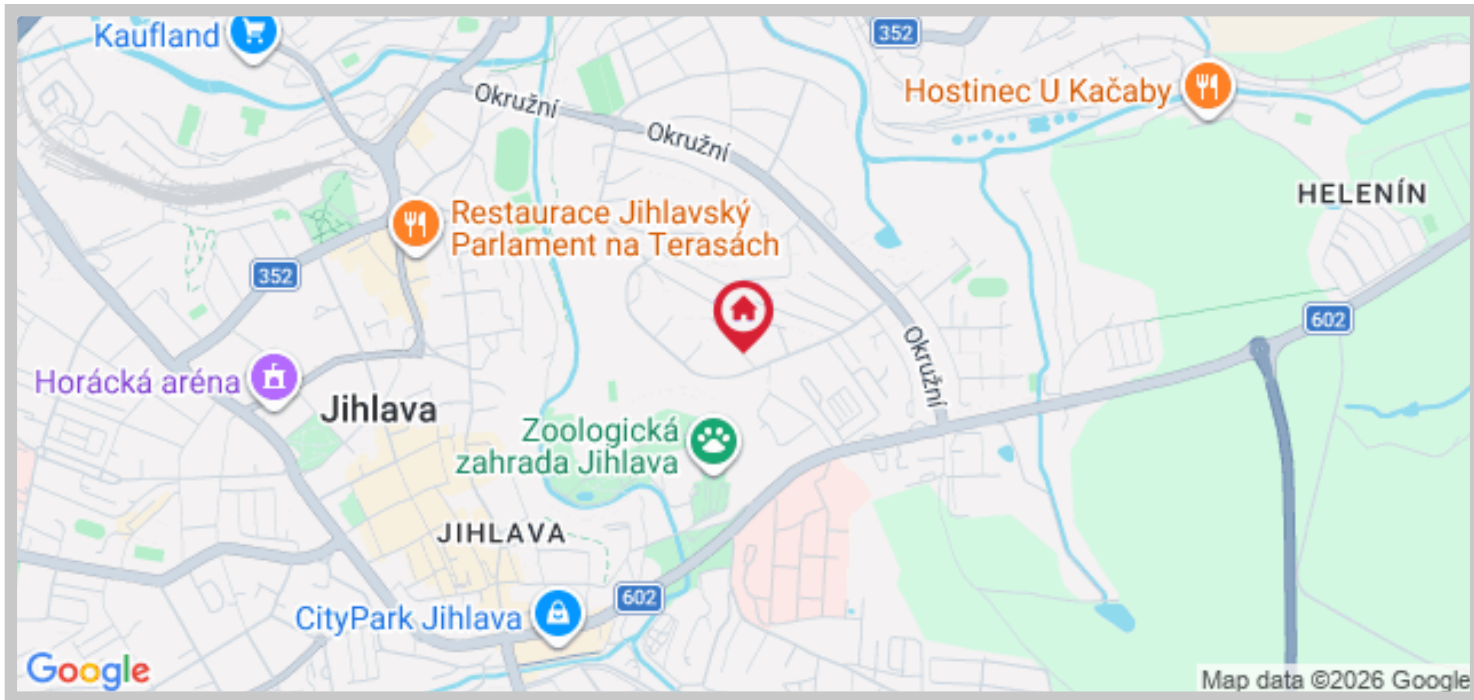 Kaufland
352
Okružní
Okružní
Hostinec U Kačaby
HELENÍN
Restaurace Jihlavský
Parlament na Terasách
352
602
Okružní
Horácká aréna
Jihlava
Zoologická
zahrada Jihlava
JIHLAVA
602
CityPark Jihlava
Google
Map data ©2026 Google